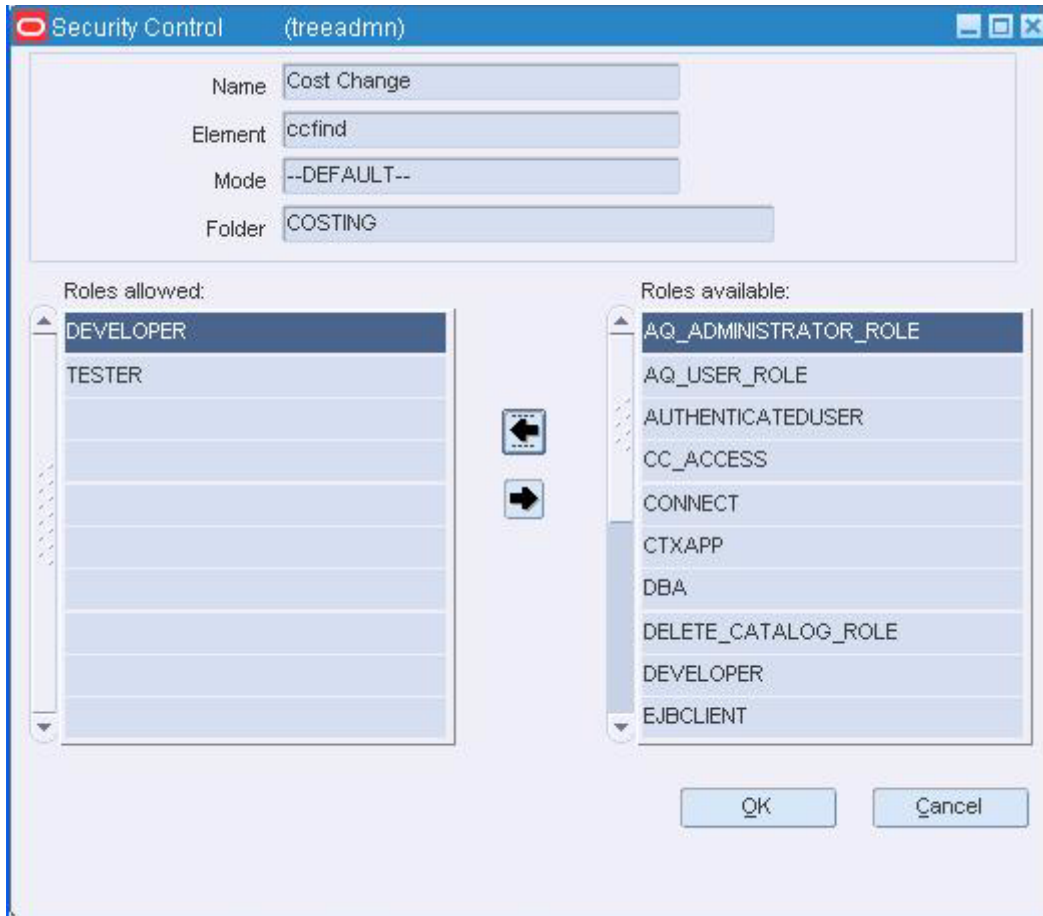 Security Control (treeadmn)
Name Cost Change
Element ccfind
Mode --DEFAULT--
Folder COSTING
Roles allowed:
DEVELOPER
TESTER
Roles available:
AQ_ADMINISTRATOR_ROLE
AQ_USER_ROLE
AUTHENTICATEDUSER
CC_ACCESS
CONNECT
CTXAPP
DBA
DELETE_CATALOG_ROLE
DEVELOPER
EJBCLIENT
OK Cancel